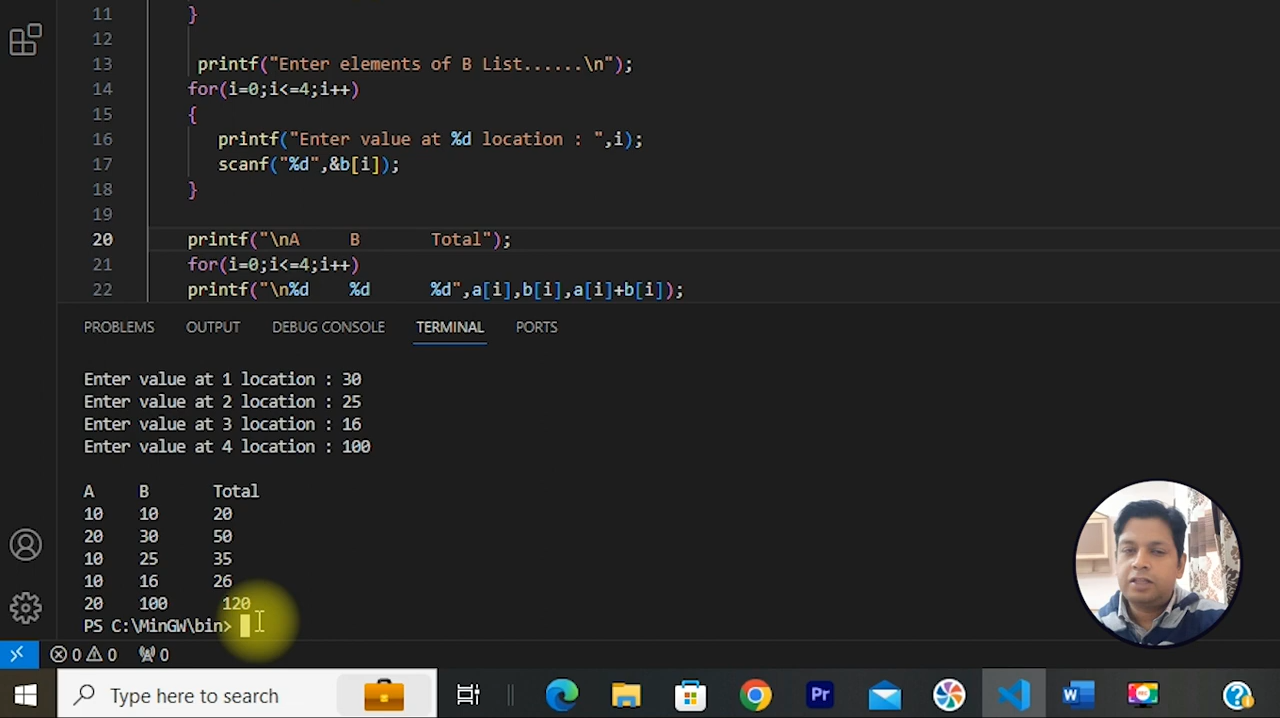 11 }
12
13 printf("Enter elements of B List......\n");
14 for(i=0;i<=4;i++)
15 {
16 printf("Enter value at %d location : ",i);
17 scanf("%d",&b[i]);
18 }
19
20 printf("\nA     B       Total");
21 for(i=0;i<=4;i++)
22 printf("\n%d    %d      %d",a[i],b[i],a[i]+b[i]);
PROBLEMS OUTPUT DEBUG CONSOLE TERMINAL PORTS
Enter value at 1 location : 30
Enter value at 2 location : 25
Enter value at 3 location : 16
Enter value at 4 location : 100
A     B       Total
10    10      20
20    30      50
10    25      35
10    16      26
20    100      120
PS C:\MinGW\bin>
0 0 0
Type here to search Pr W